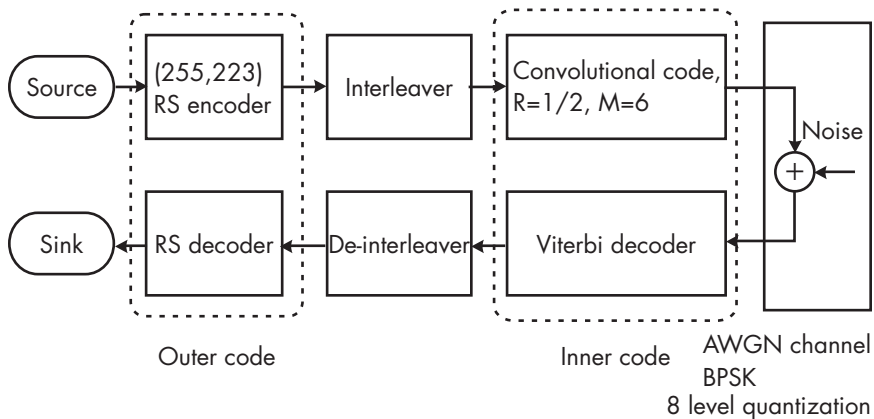 Source
(255,223)
RS encoder
Interleaver
Convolutional code,
R=1/2, M=6
Noise
+
Sink
RS decoder
De-interleaver
Viterbi decoder
Outer code
Inner code
AWGN channel
BPSK
8 level quantization